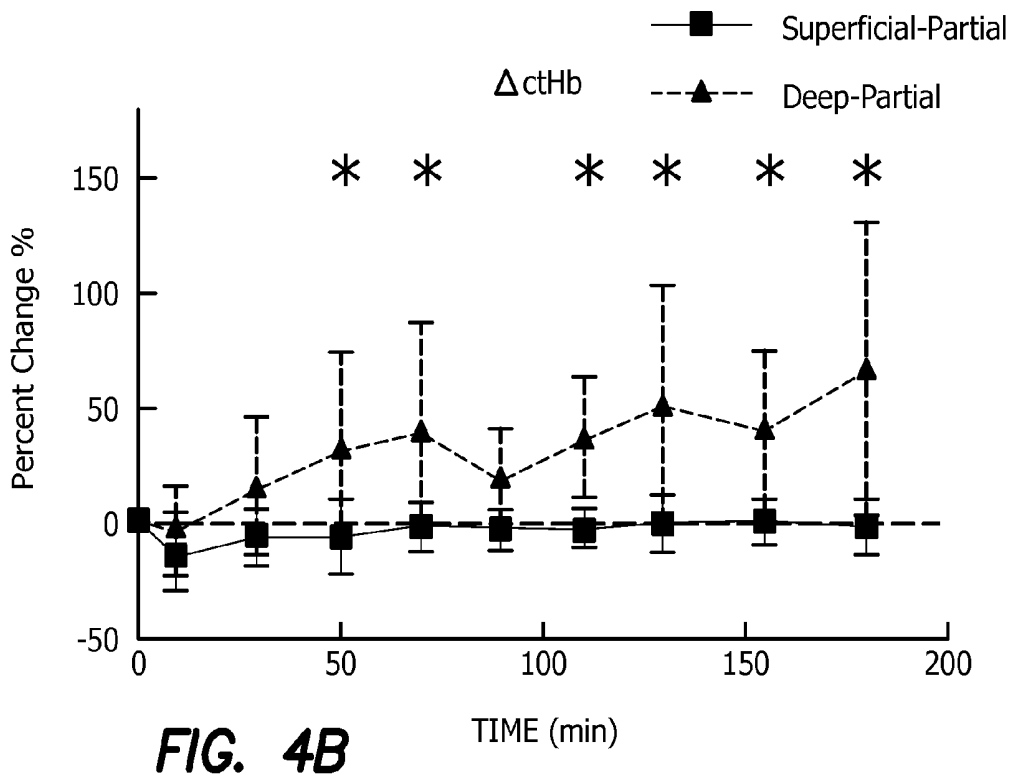 Superficial-Partial
△ctHb
Deep-Partial
* * * * * *
Percent Change %
150
100
50
0
-50
0 50 100 150 200
TIME (min)
FIG. 4B